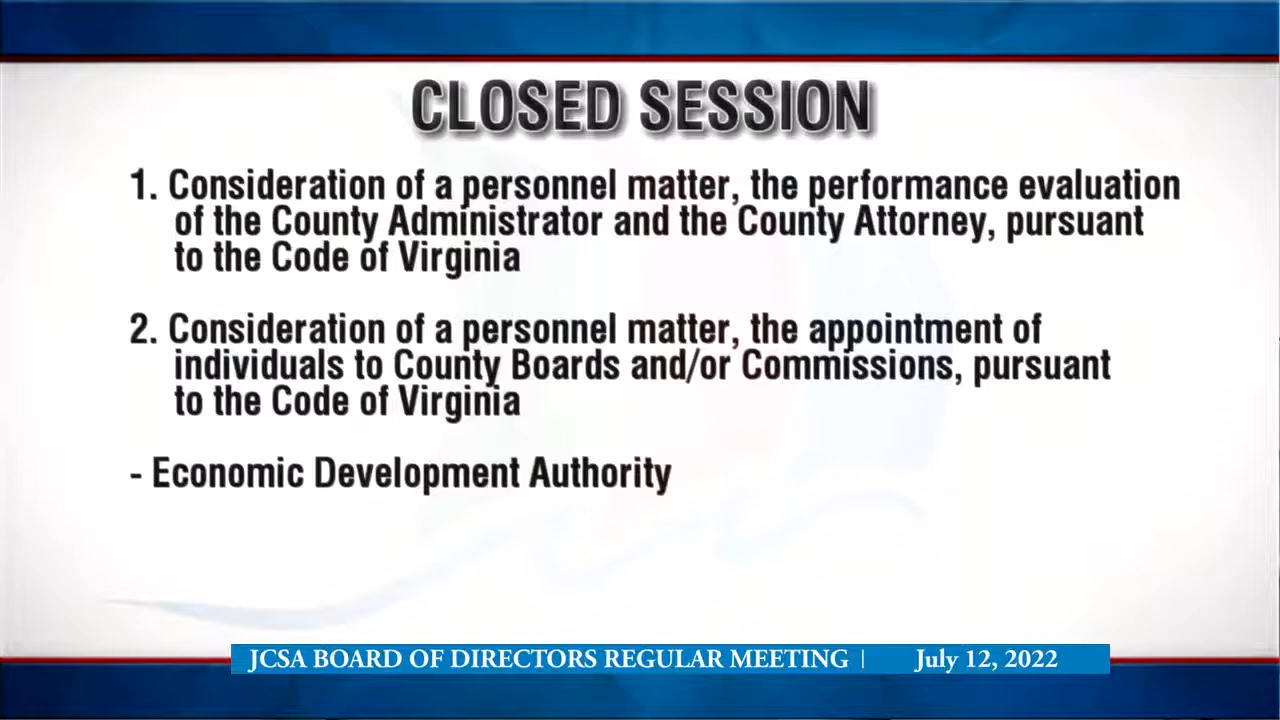 CLOSED SESSION
1. Consideration of a personnel matter, the performance evaluation
of the County Administrator and the County Attorney, pursuant
to the Code of Virginia
2. Consideration of a personnel matter, the appointment of
individuals to County Boards and/or Commissions, pursuant
to the Code of Virginia
- Economic Development Authority
JCSA BOARD OF DIRECTORS REGULAR MEETING | July 12, 2022